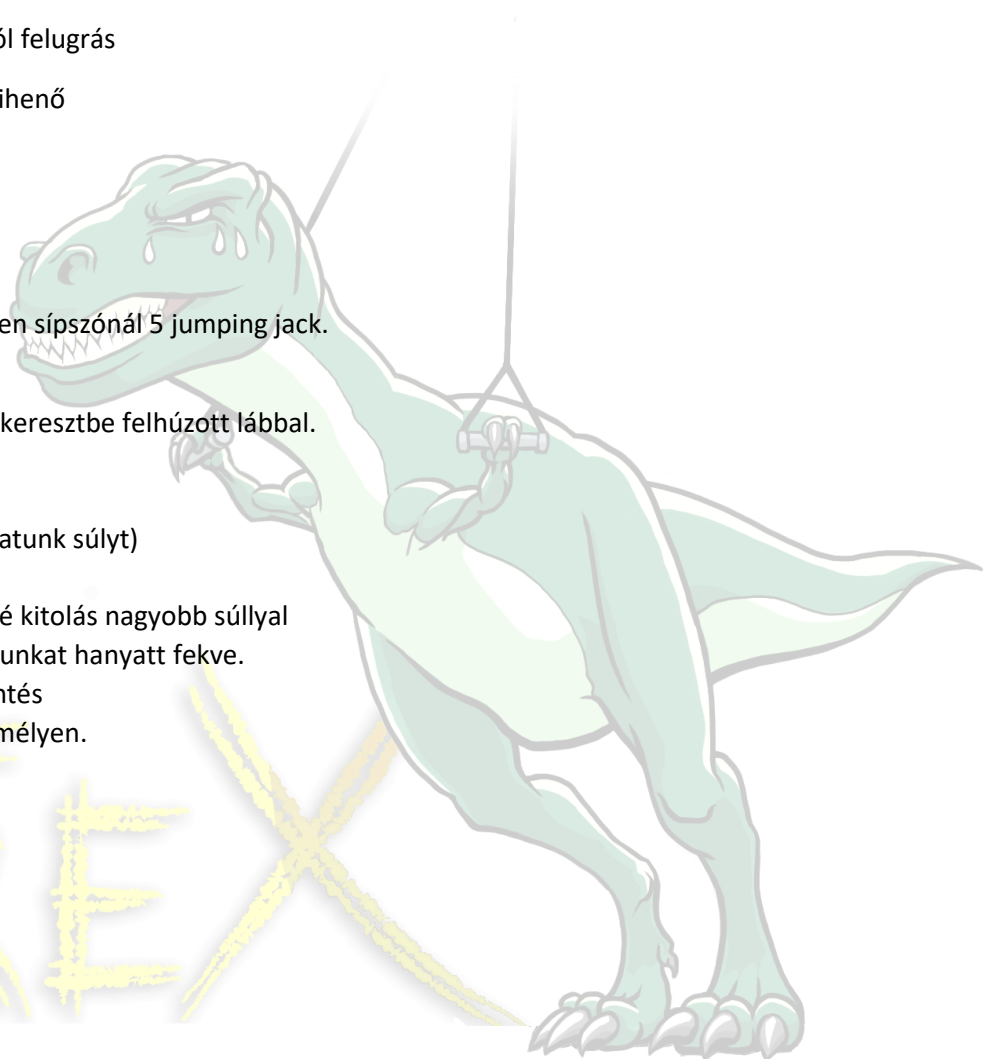 ól felugrás
ihenő
en sípszónál 5 jumping jack.
keresztbe felhúzott lábbal.
atunk súlyt)
é kitolás nagyobb súllyal
unkat hanyatt fekve.
ntés
mélyen.
REX